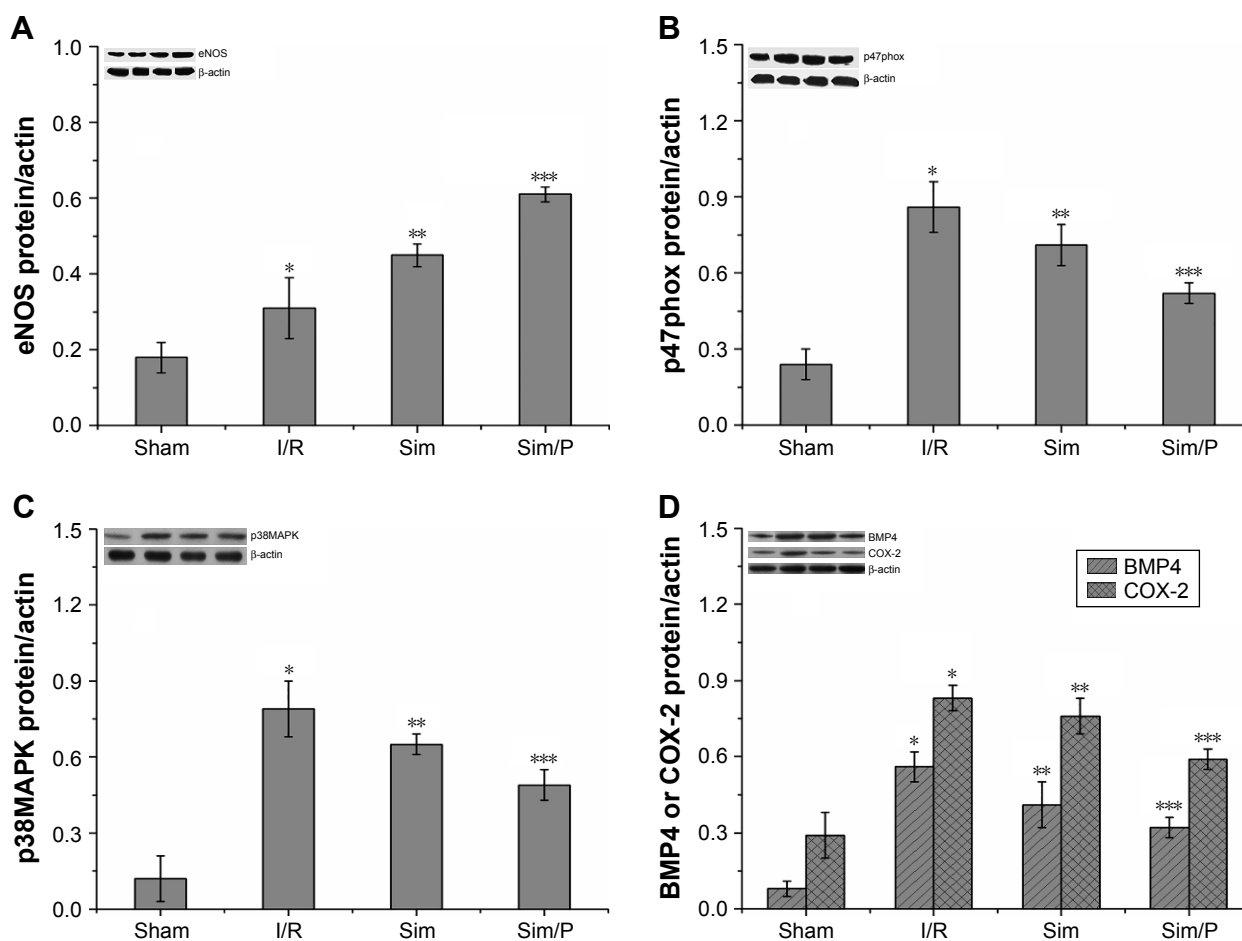 A
1.0
0.8
0.6
0.4
0.2
0.0
eNOS protein/actin
eNOS
β-actin
*
**
***
Sham I/R Sim Sim/P
B
1.5
1.2
0.9
0.6
0.3
0.0
p47phox protein/actin
p47phox
β-actin
*
**
***
Sham I/R Sim Sim/P
C
1.5
1.2
0.9
0.6
0.3
0.0
p38MAPK protein/actin
p38MAPK
β-actin
*
**
***
Sham I/R Sim Sim/P
D
1.5
1.2
0.9
0.6
0.3
0.0
BMP4 or COX-2 protein/actin
BMP4
COX-2
β-actin
BMP4
COX-2
*
*
**
**
***
***
Sham I/R Sim Sim/P